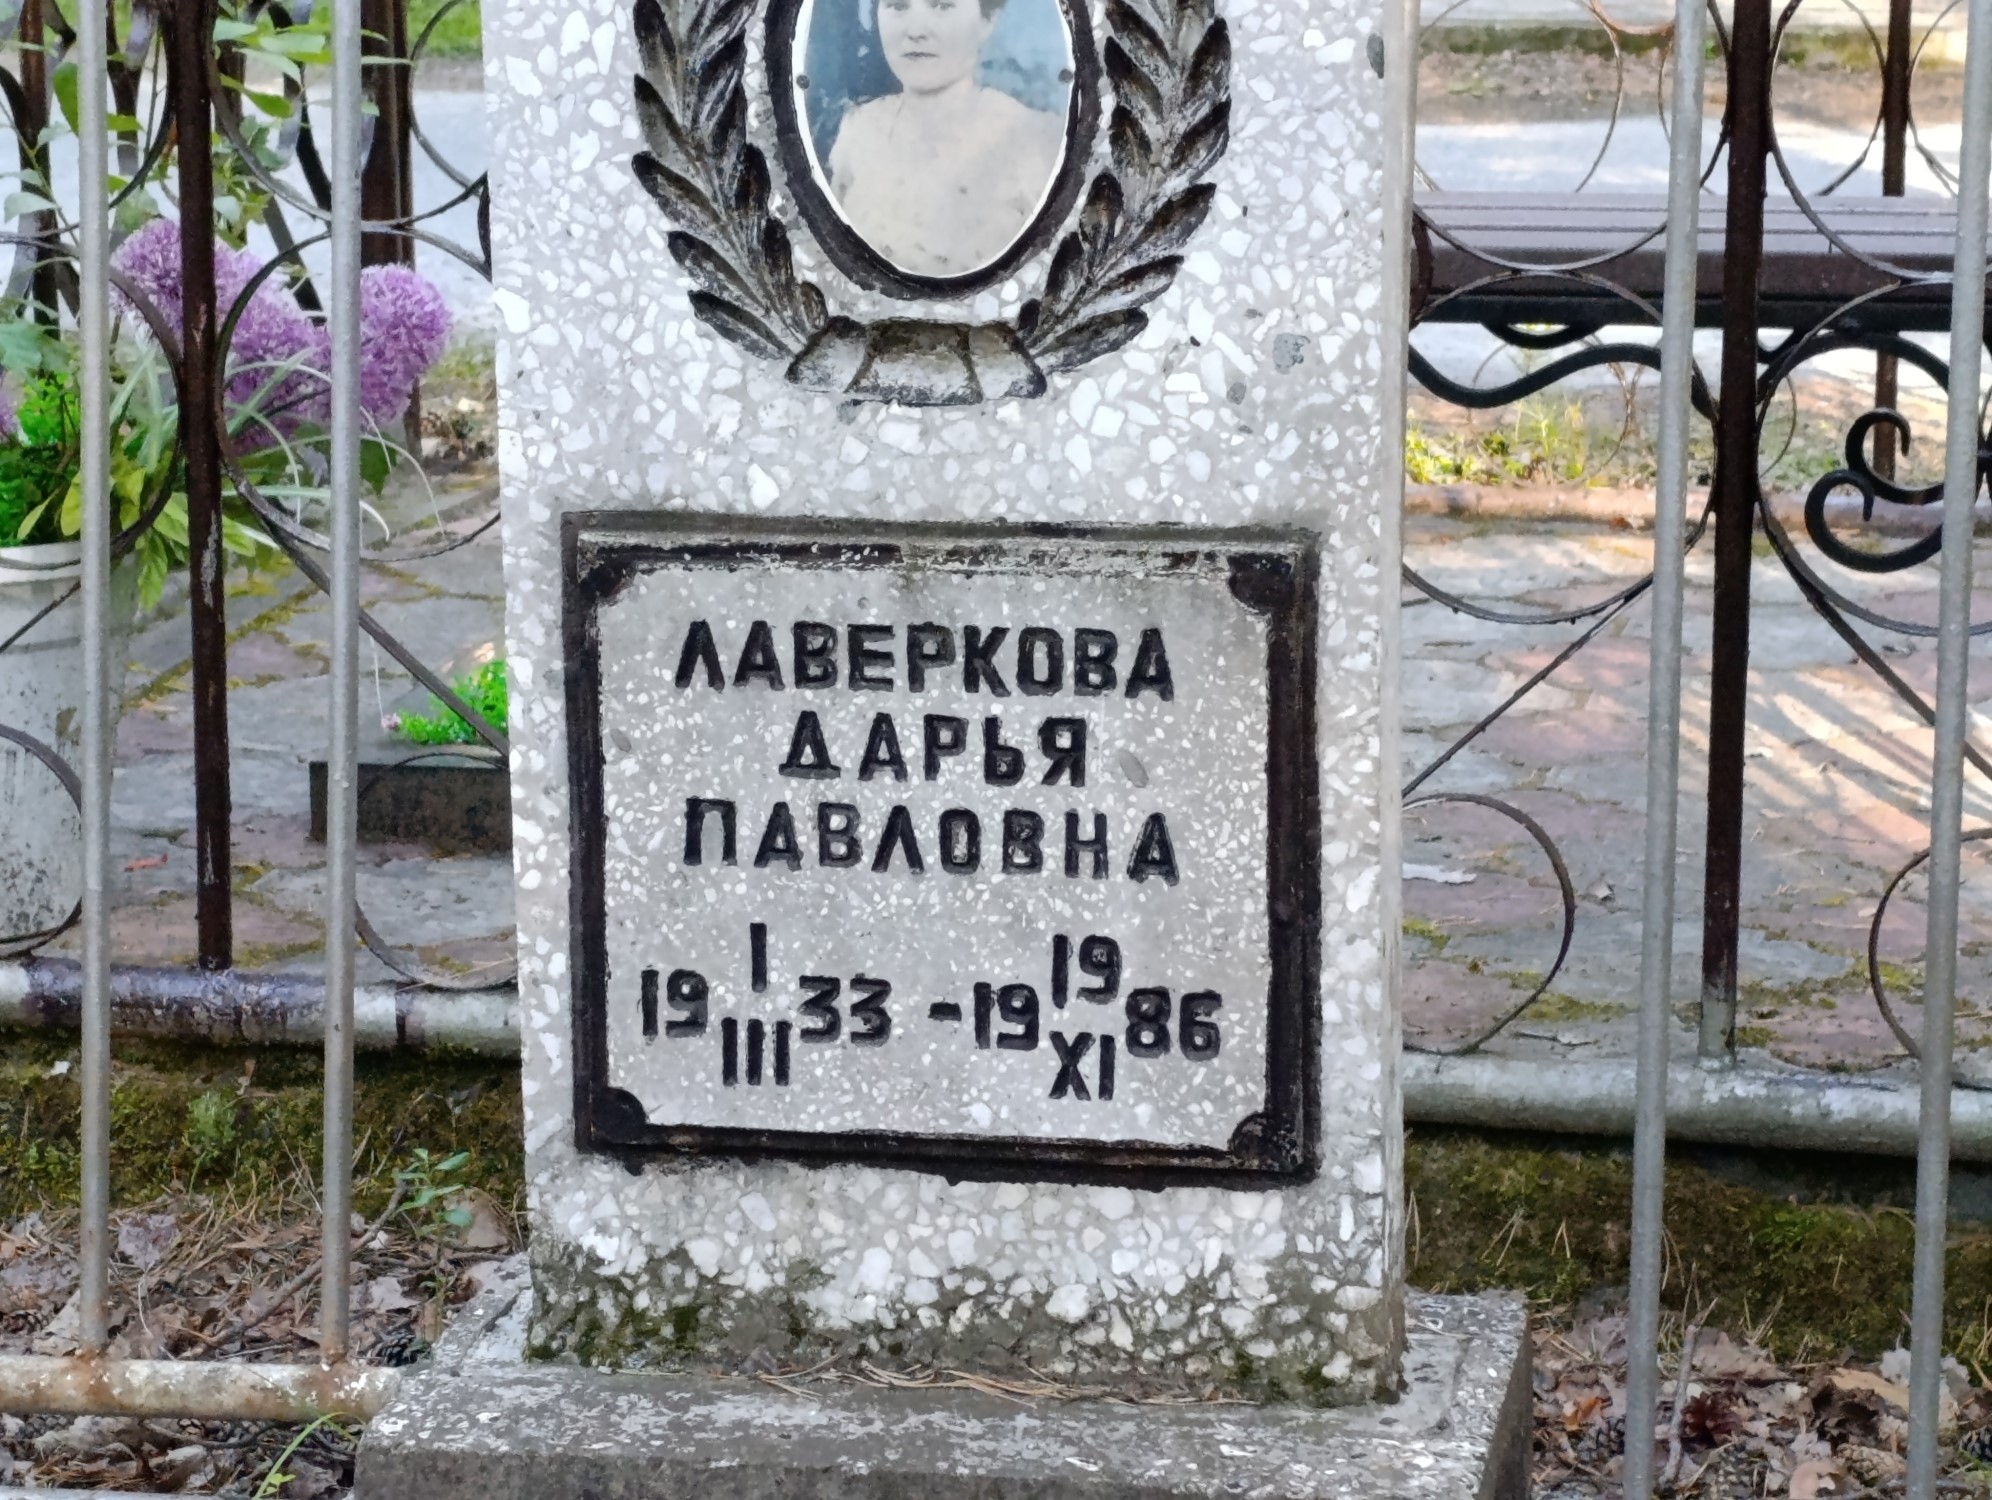 ЛАВЕРКОВА
ДАРЬЯ
ПАВЛОВНА
19 I III 33 - 19 19 XI 86